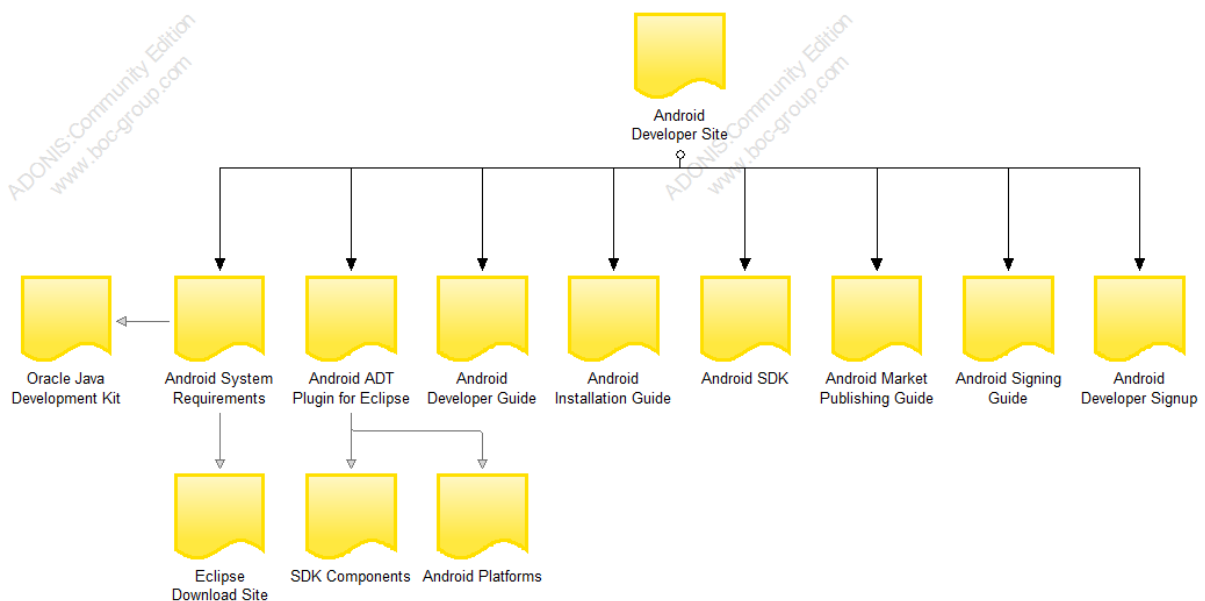 ADONIS:Community Edition
www.boc-group.com
ADONIS:Community Edition
www.boc-group.com
Android
Developer Site
Oracle Java
Development Kit
Android System
Requirements
Android ADT
Plugin for Eclipse
Android
Developer Guide
Android
Installation Guide
Android SDK
Android Market
Publishing Guide
Android Signing
Guide
Android
Developer Signup
Eclipse
Download Site
SDK Components
Android Platforms